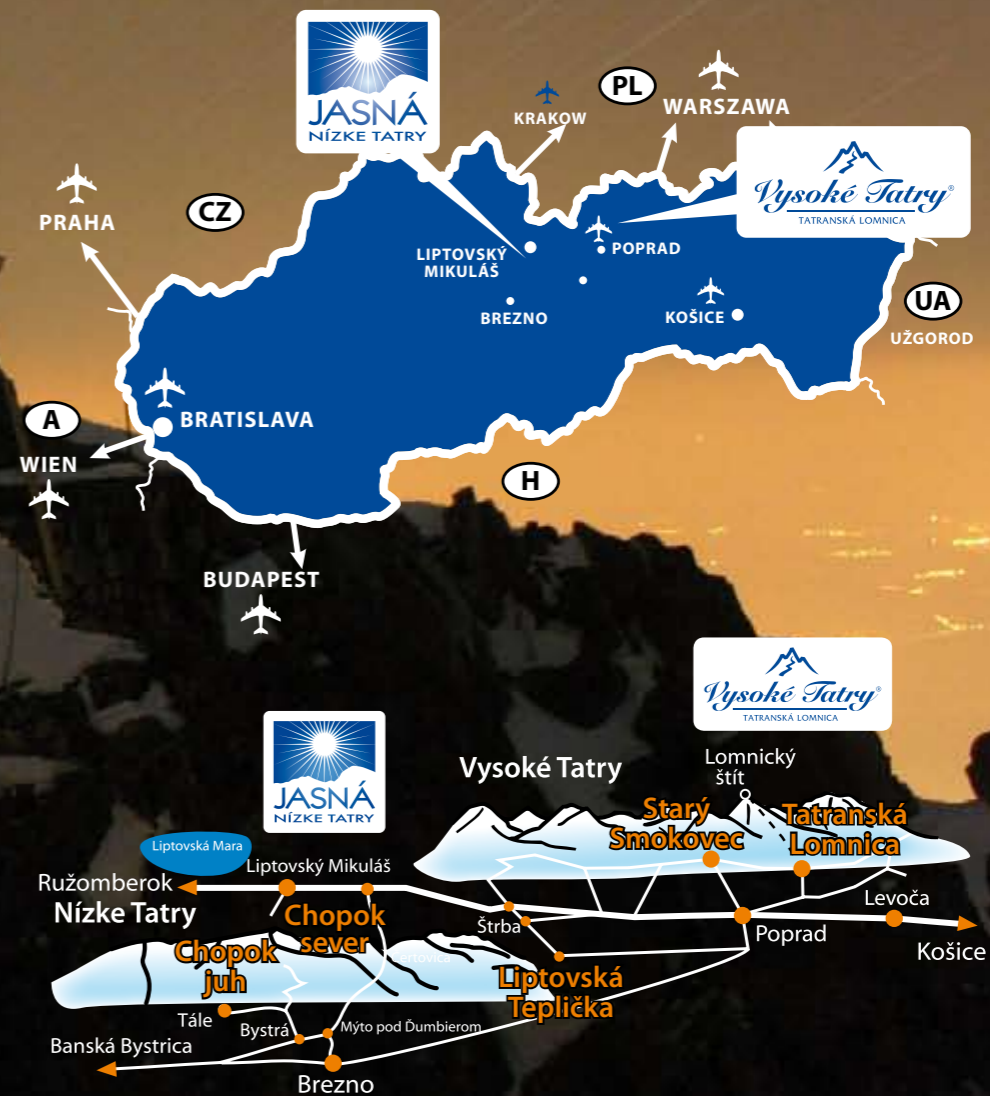 JASNÁ
NÍZKE TATRY
KRAKOW
PL
WARSZAWA
Vysoké Tatry®
TATRANSKÁ LOMNICA
PRAHA
CZ
LIPTOVSKÝ
MIKULÁŠ
POPRAD
BREZNO
KOŠICE
UA
UŽGOROD
A
BRATISLAVA
WIEN
H
BUDAPEST
Vysoké Tatry®
TATRANSKÁ LOMNICA
JASNÁ
NÍZKE TATRY
Vysoké Tatry
Lomnický
štít
Starý
Smokovec
Tatranská
Lomnica
Liptovská Mara
Liptovský Mikuláš
Ružomberok
Nízke Tatry
Chopok
sever
Levoča
Štrba
Poprad
Košice
Chopok
juh
Čertovica
Liptovská
Teplička
Tále
Bystrá
Mýto pod Ďumbierom
Banská Bystrica
Brezno